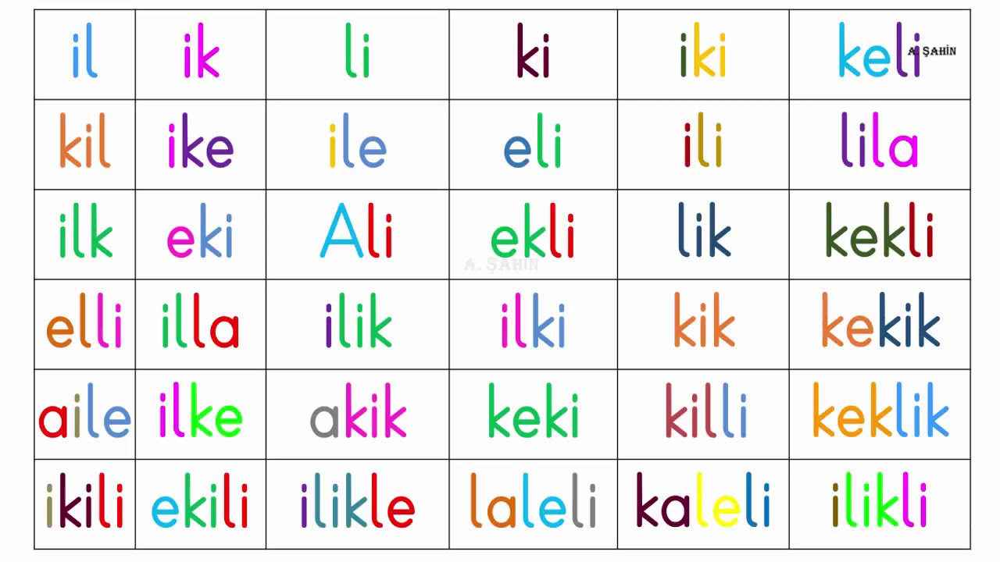 il ik li ki iki keli
A. ŞAHİN
kil ike ile eli ili lila
ilk eki Ali ekli lik kekli
A. ŞAHİN
elli illa ilik ilki kik kekik
aile ilke akik keki killi keklik
ikili ekili ilikle laleli kaleli ilikli